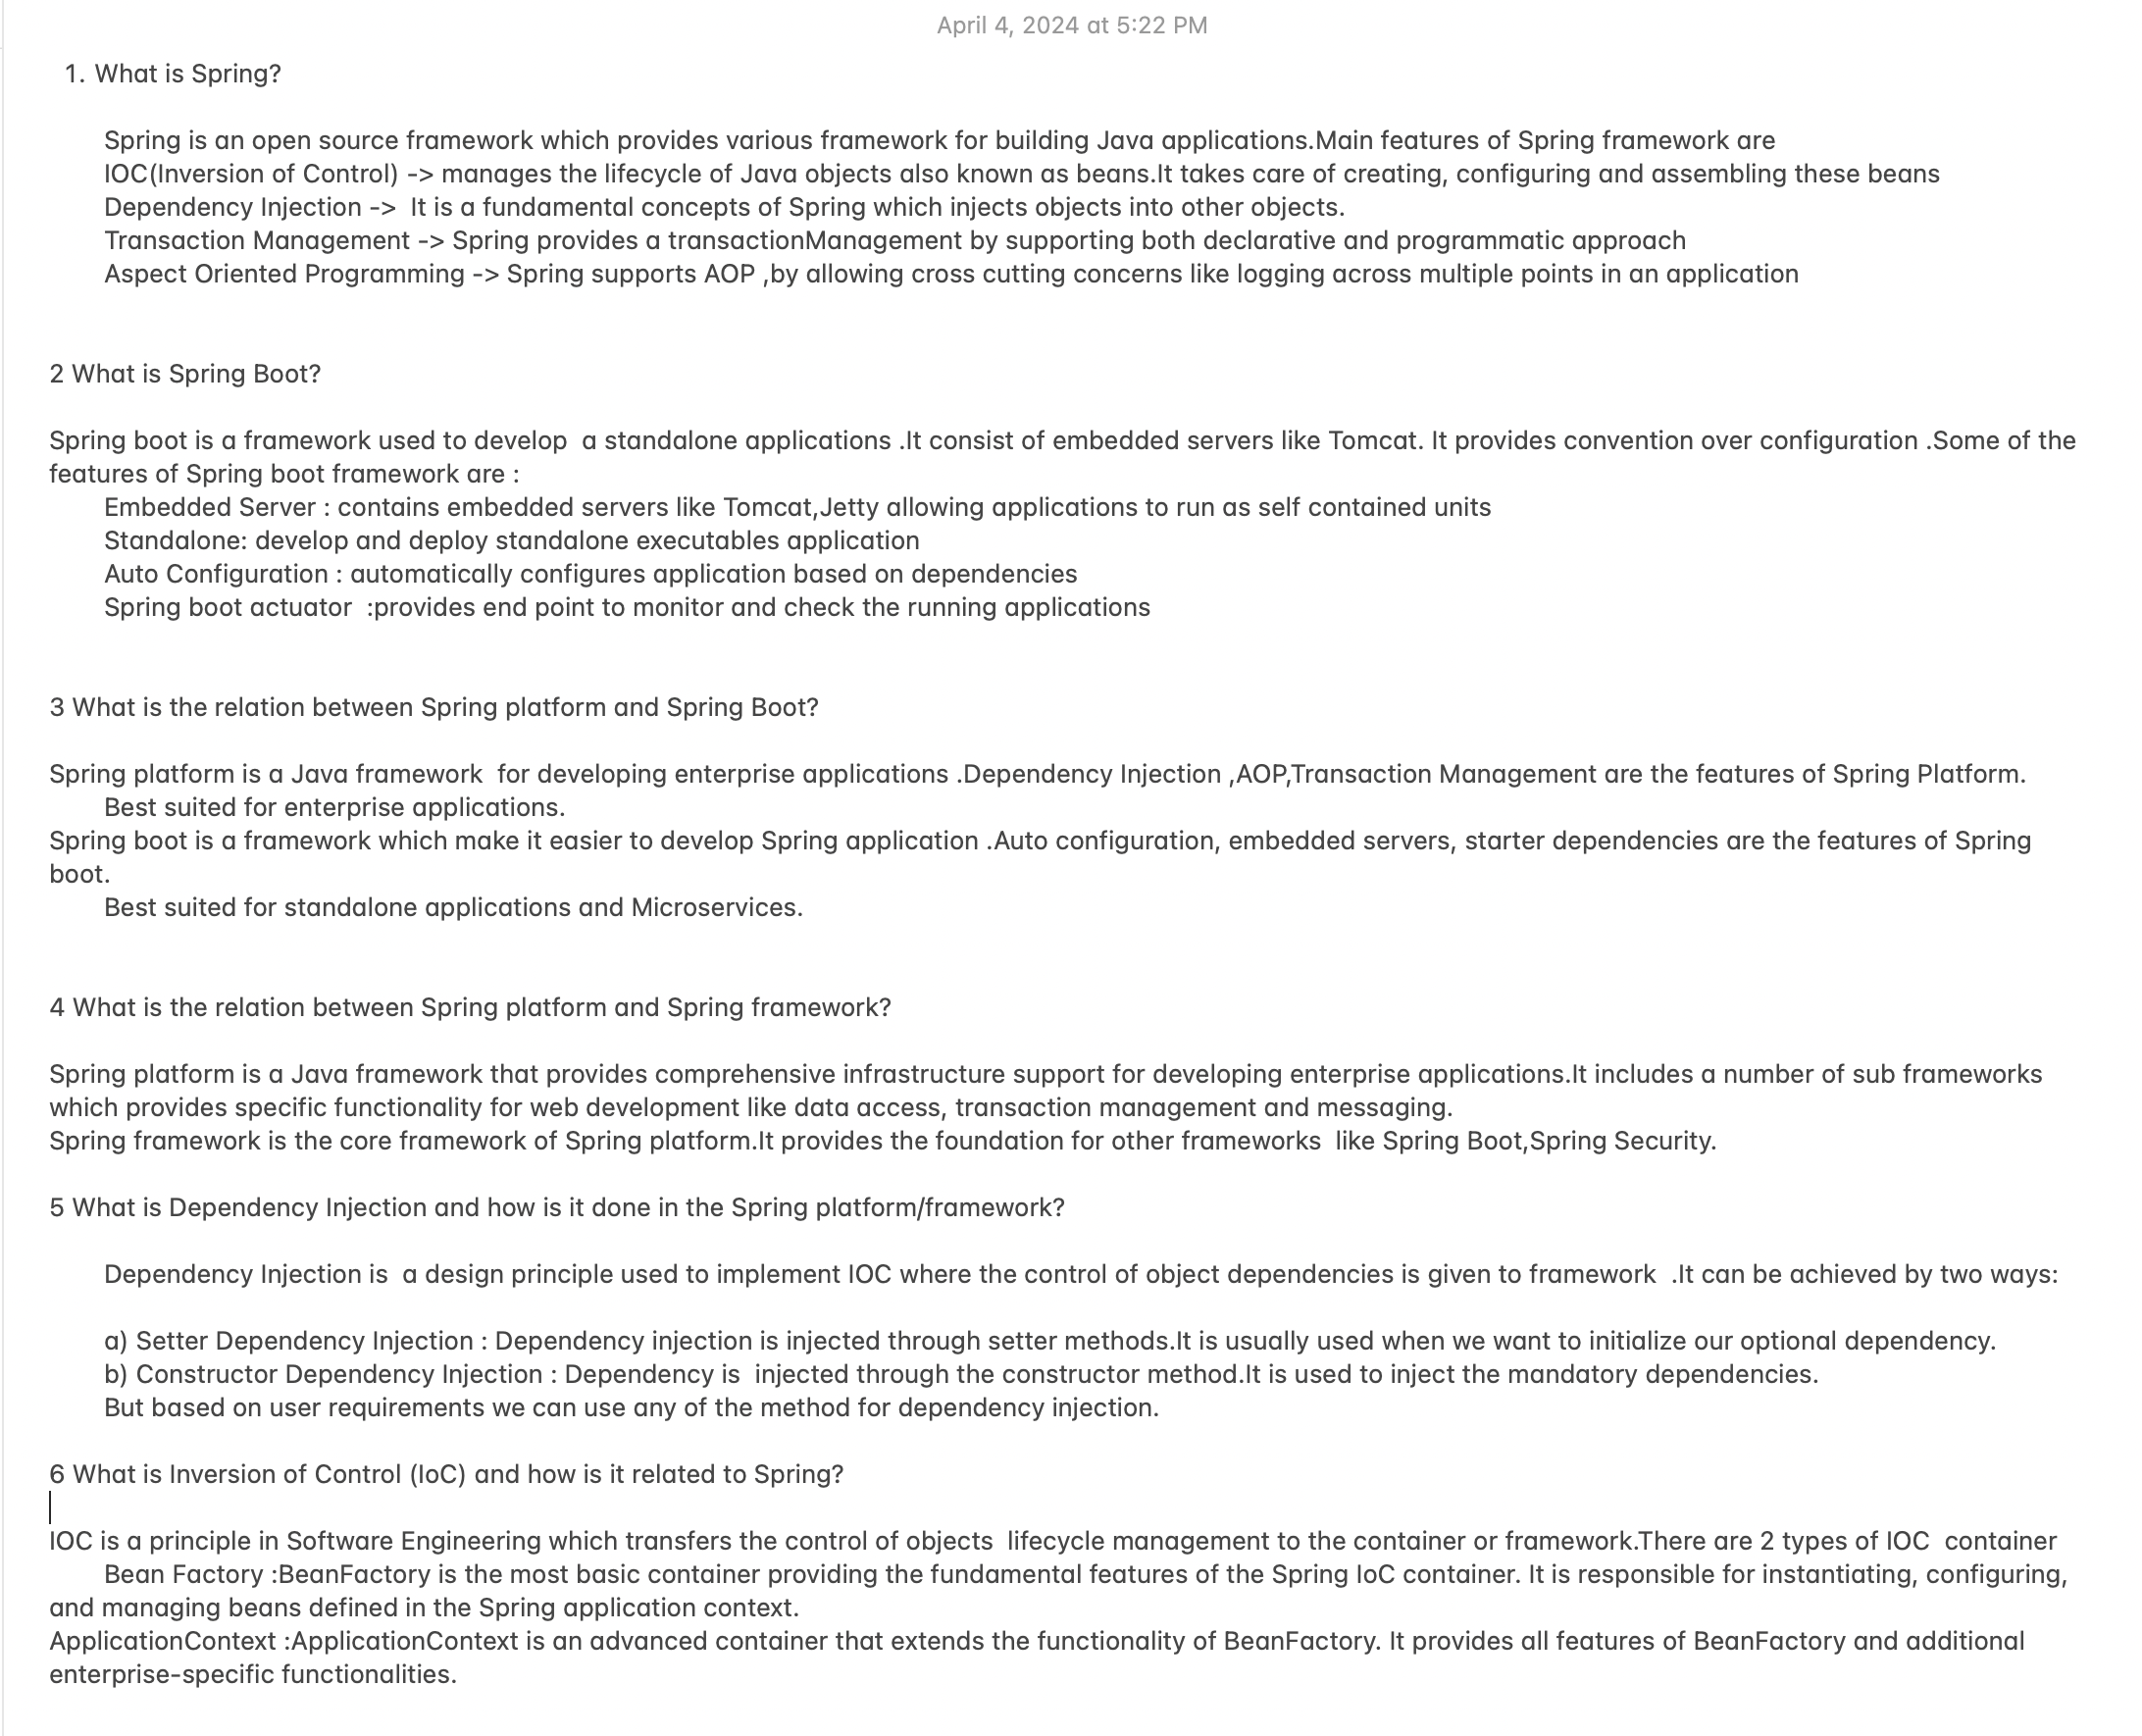 April 4, 2024 at 5:22 PM
1. What is Spring?
Spring is an open source framework which provides various framework for building Java applications.Main features of Spring framework are
IOC(Inversion of Control) -> manages the lifecycle of Java objects also known as beans.It takes care of creating, configuring and assembling these beans
Dependency Injection ->  It is a fundamental concepts of Spring which injects objects into other objects.
Transaction Management -> Spring provides a transactionManagement by supporting both declarative and programmatic approach
Aspect Oriented Programming -> Spring supports AOP ,by allowing cross cutting concerns like logging across multiple points in an application
2 What is Spring Boot?
Spring boot is a framework used to develop  a standalone applications .It consist of embedded servers like Tomcat. It provides convention over configuration .Some of the
features of Spring boot framework are :
Embedded Server : contains embedded servers like Tomcat,Jetty allowing applications to run as self contained units
Standalone: develop and deploy standalone executables application
Auto Configuration : automatically configures application based on dependencies
Spring boot actuator  :provides end point to monitor and check the running applications
3 What is the relation between Spring platform and Spring Boot?
Spring platform is a Java framework  for developing enterprise applications .Dependency Injection ,AOP,Transaction Management are the features of Spring Platform.
Best suited for enterprise applications.
Spring boot is a framework which make it easier to develop Spring application .Auto configuration, embedded servers, starter dependencies are the features of Spring
boot.
Best suited for standalone applications and Microservices.
4 What is the relation between Spring platform and Spring framework?
Spring platform is a Java framework that provides comprehensive infrastructure support for developing enterprise applications.It includes a number of sub frameworks
which provides specific functionality for web development like data access, transaction management and messaging.
Spring framework is the core framework of Spring platform.It provides the foundation for other frameworks  like Spring Boot,Spring Security.
5 What is Dependency Injection and how is it done in the Spring platform/framework?
Dependency Injection is  a design principle used to implement IOC where the control of object dependencies is given to framework  .It can be achieved by two ways:
a) Setter Dependency Injection : Dependency injection is injected through setter methods.It is usually used when we want to initialize our optional dependency.
b) Constructor Dependency Injection : Dependency is  injected through the constructor method.It is used to inject the mandatory dependencies.
But based on user requirements we can use any of the method for dependency injection.
6 What is Inversion of Control (IoC) and how is it related to Spring?
IOC is a principle in Software Engineering which transfers the control of objects  lifecycle management to the container or framework.There are 2 types of IOC  container
Bean Factory :BeanFactory is the most basic container providing the fundamental features of the Spring IoC container. It is responsible for instantiating, configuring,
and managing beans defined in the Spring application context.
ApplicationContext :ApplicationContext is an advanced container that extends the functionality of BeanFactory. It provides all features of BeanFactory and additional
enterprise-specific functionalities.